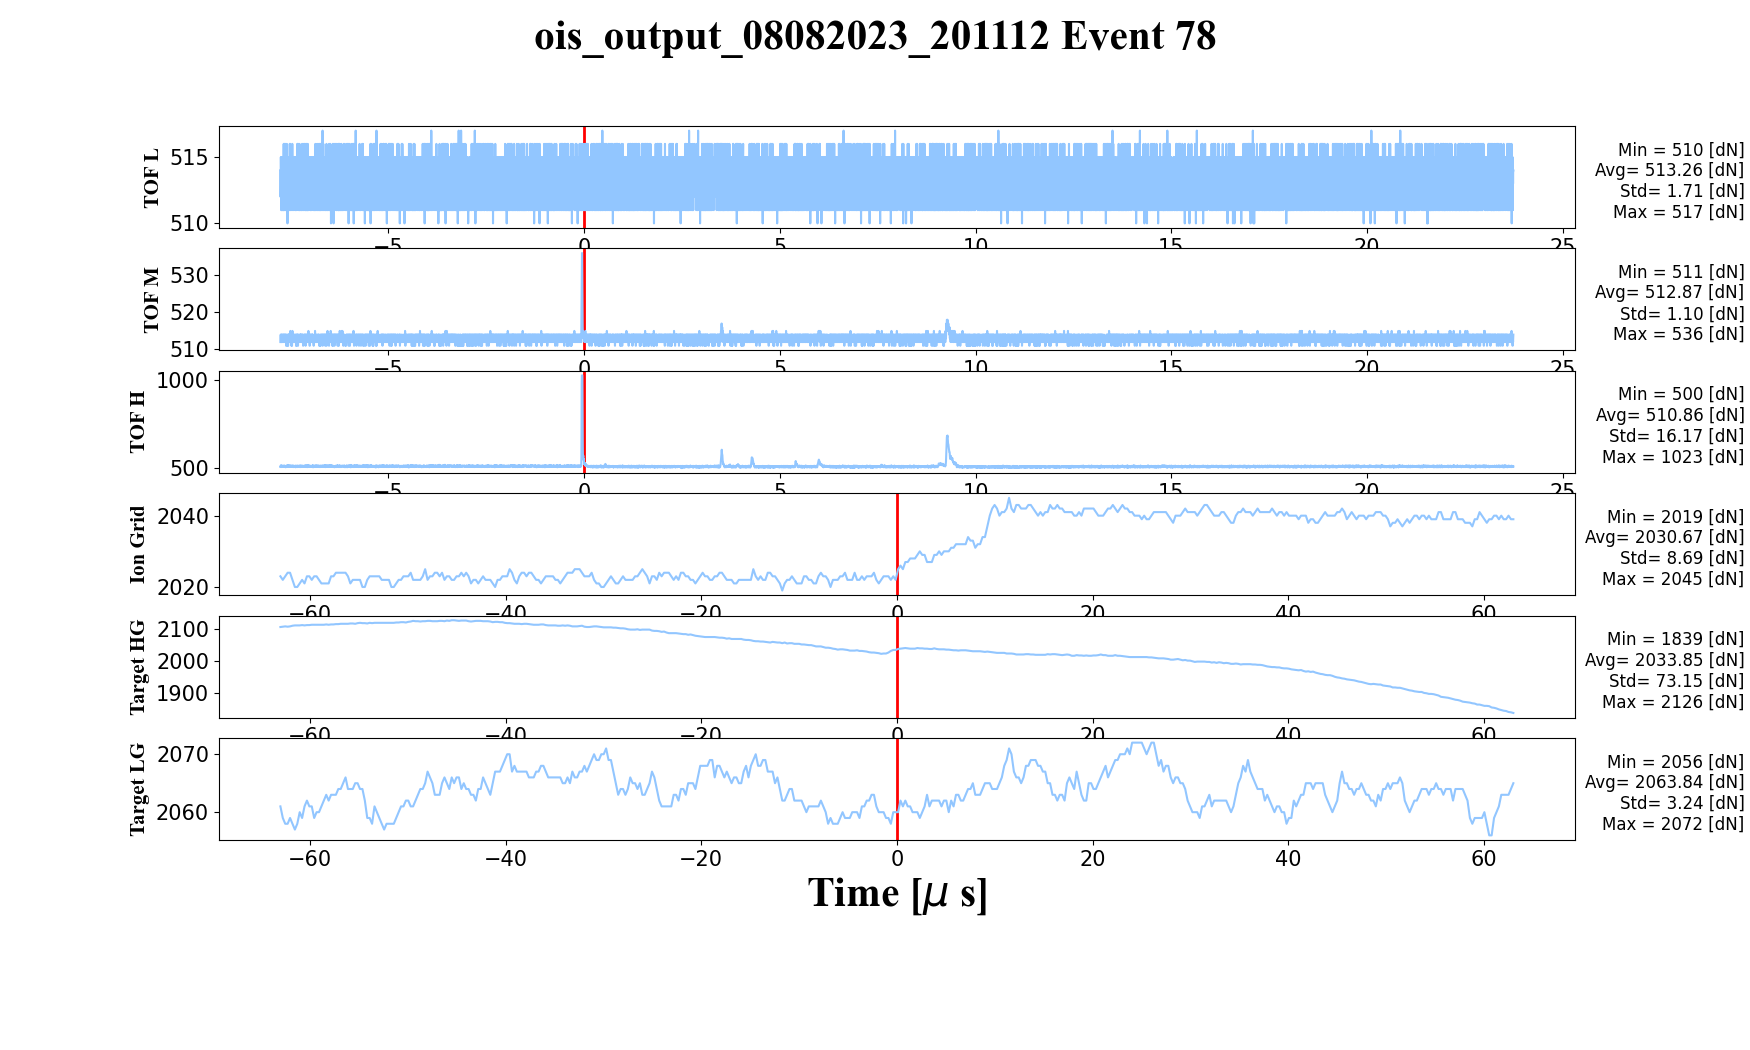 ois_output_08082023_201112 Event 78
TOF L
515
510
−5
0
5
10
15
20
25
Min = 510 [dN]
Avg= 513.26 [dN]
Std= 1.71 [dN]
Max = 517 [dN]
TOF M
530
520
510
−5
0
5
10
15
20
25
Min = 511 [dN]
Avg= 512.87 [dN]
Std= 1.10 [dN]
Max = 536 [dN]
TOF H
1000
500
−5
0
5
10
15
20
25
Min = 500 [dN]
Avg= 510.86 [dN]
Std= 16.17 [dN]
Max = 1023 [dN]
Ion Grid
2040
2020
−60
−40
−20
0
20
40
60
Min = 2019 [dN]
Avg= 2030.67 [dN]
Std= 8.69 [dN]
Max = 2045 [dN]
Target HG
2100
2000
1900
−60
−40
−20
0
20
40
60
Min = 1839 [dN]
Avg= 2033.85 [dN]
Std= 73.15 [dN]
Max = 2126 [dN]
Target LG
2070
2060
−60
−40
−20
0
20
40
60
Min = 2056 [dN]
Avg= 2063.84 [dN]
Std= 3.24 [dN]
Max = 2072 [dN]
Time [μ s]